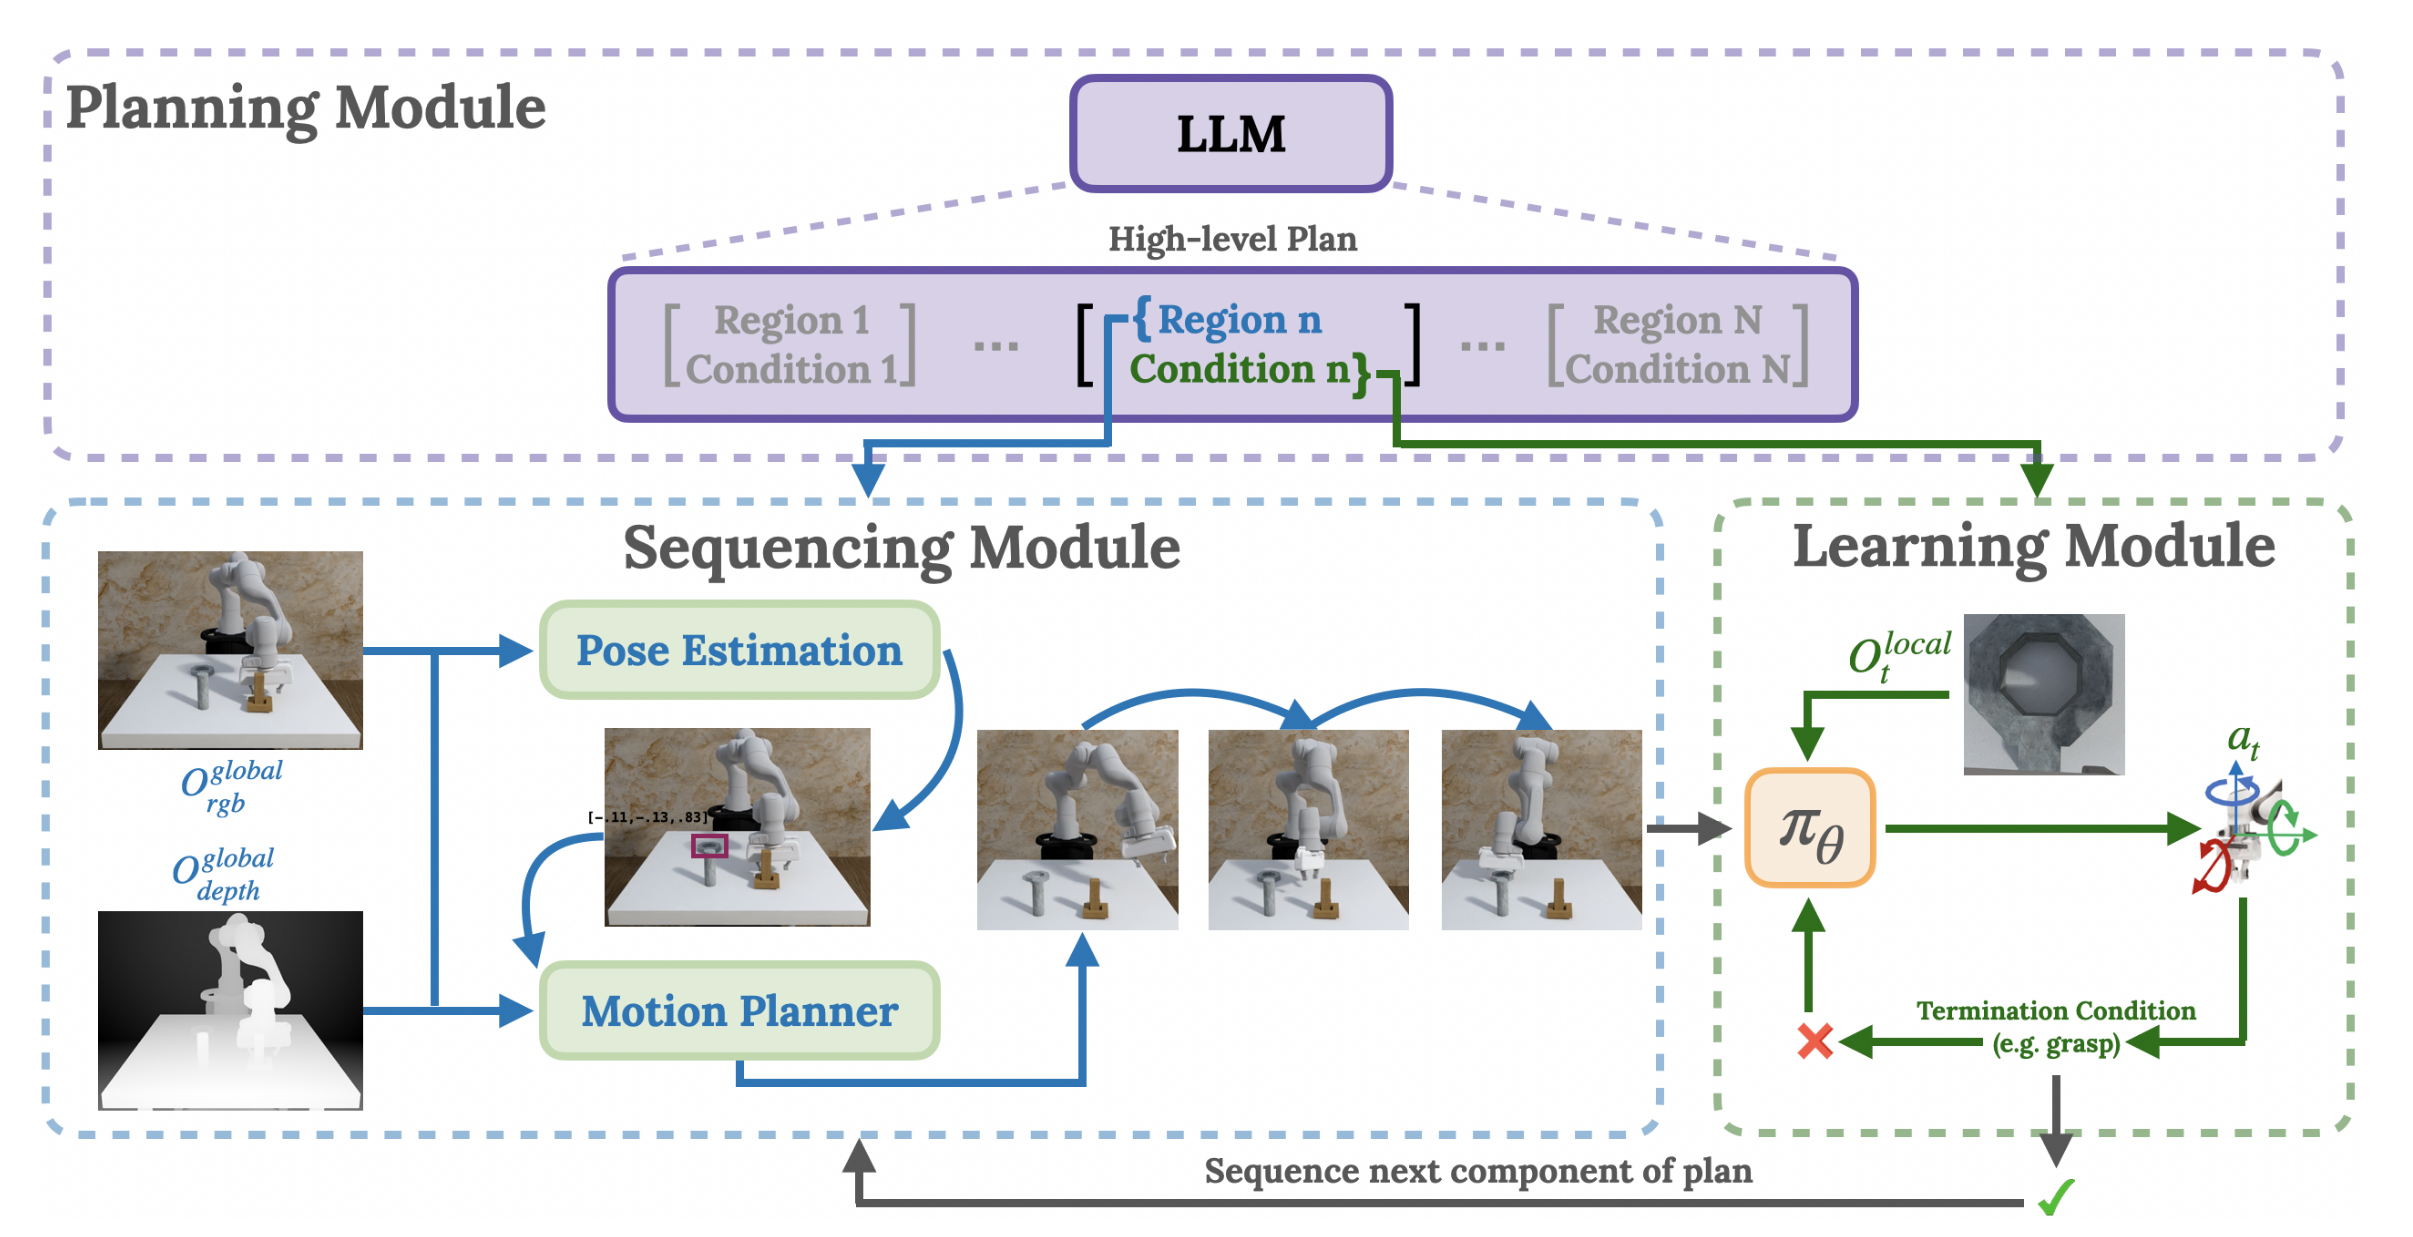 Planning Module
LLM
High-level Plan
[Region 1
Condition 1]
...
[{Region n
Condition n}]
...
[Region N
Condition N]
Sequencing Module
Learning Module
Pose Estimation
O^{global}_{rgb}
[-.11,-.13,.83]
O^{global}_{depth}
Motion Planner
O^{local}_t
a_t
π_θ
Termination Condition
(e.g. grasp)
Sequence next component of plan